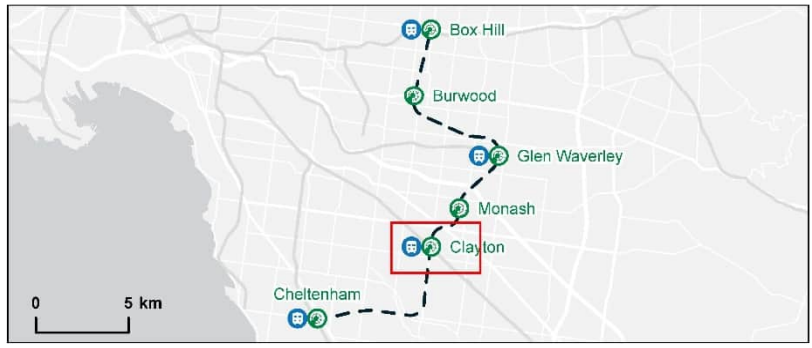 Box Hill
Burwood
Glen Waverley
Monash
Clayton
Cheltenham
0 5 km